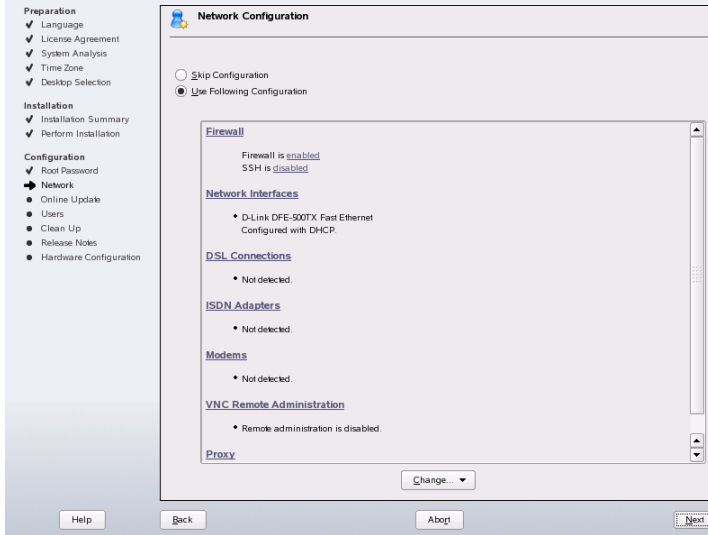 Preparation
Language
License Agreement
System Analysis
Time Zone
Desktop Selection
Installation
Installation Summary
Perform Installation
Configuration
Root Password
Network
Online Update
Users
Clean Up
Release Notes
Hardware Configuration
Network Configuration
Skip Configuration
Use Following Configuration
Firewall
Firewall is enabled
SSH is disabled
Network Interfaces
D-Link DFE-500TX Fast Ethernet
Configured with DHCP.
DSL Connections
Not detected.
ISDN Adapters
Not detected.
Modems
Not detected.
VNC Remote Administration
Remote administration is disabled.
Proxy
Change...
Help
Back
Abort
Next